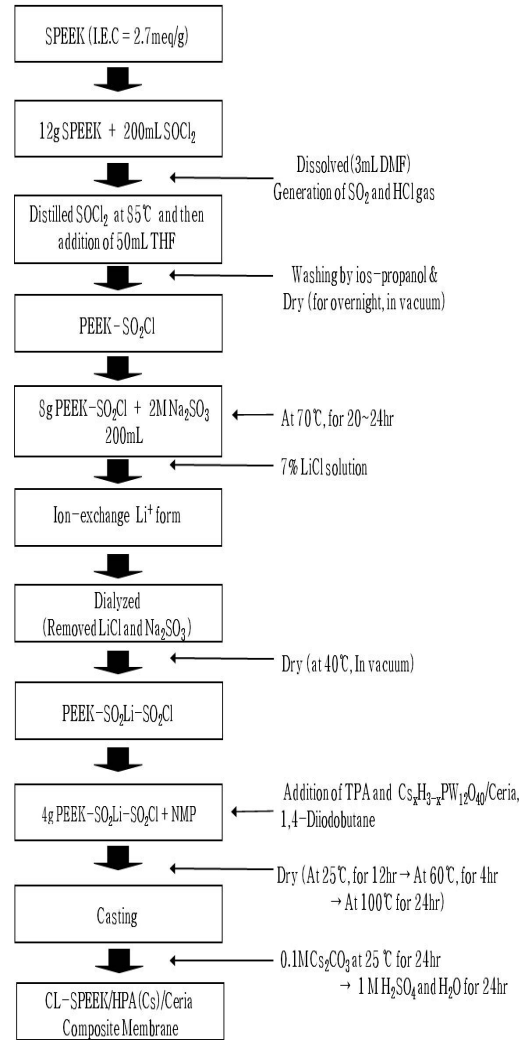 SPEEK (I.E.C = 2.7meq/g)
12g SPEEK + 200mL SOCl₂
Dissolved(3mL DMF)
Generation of SO₂ and HCl gas
Distilled SOCl₂ at 85℃ and then
addition of 50mL THF
Washing by ios-propanol &
Dry (for overnight, in vacuum)
PEEK-SO₂Cl
8g PEEK-SO₂Cl + 2M Na₂SO₃
200mL
At 70℃, for 20~24hr
7% LiCl solution
Ion-exchange Li⁺ form
Dialyzed
(Removed LiCl and Na₂SO₃)
Dry (at 40℃, In vacuum)
PEEK-SO₂Li-SO₂Cl
4g PEEK-SO₂Li-SO₂Cl + NMP
Addition of TPA and CsₓH₃₋ₓPW₁₂O₄₀/Ceria,
1,4-Diiodobutane
Dry (At 25℃, for 12hr → At 60℃, for 4hr
→ At 100℃ for 24hr)
Casting
0.1M Cs₂CO₃ at 25 ℃ for 24hr
→ 1 M H₂SO₄ and H₂O for 24hr
CL-SPEEK/HPA(Cs)/Ceria
Composite Membrane